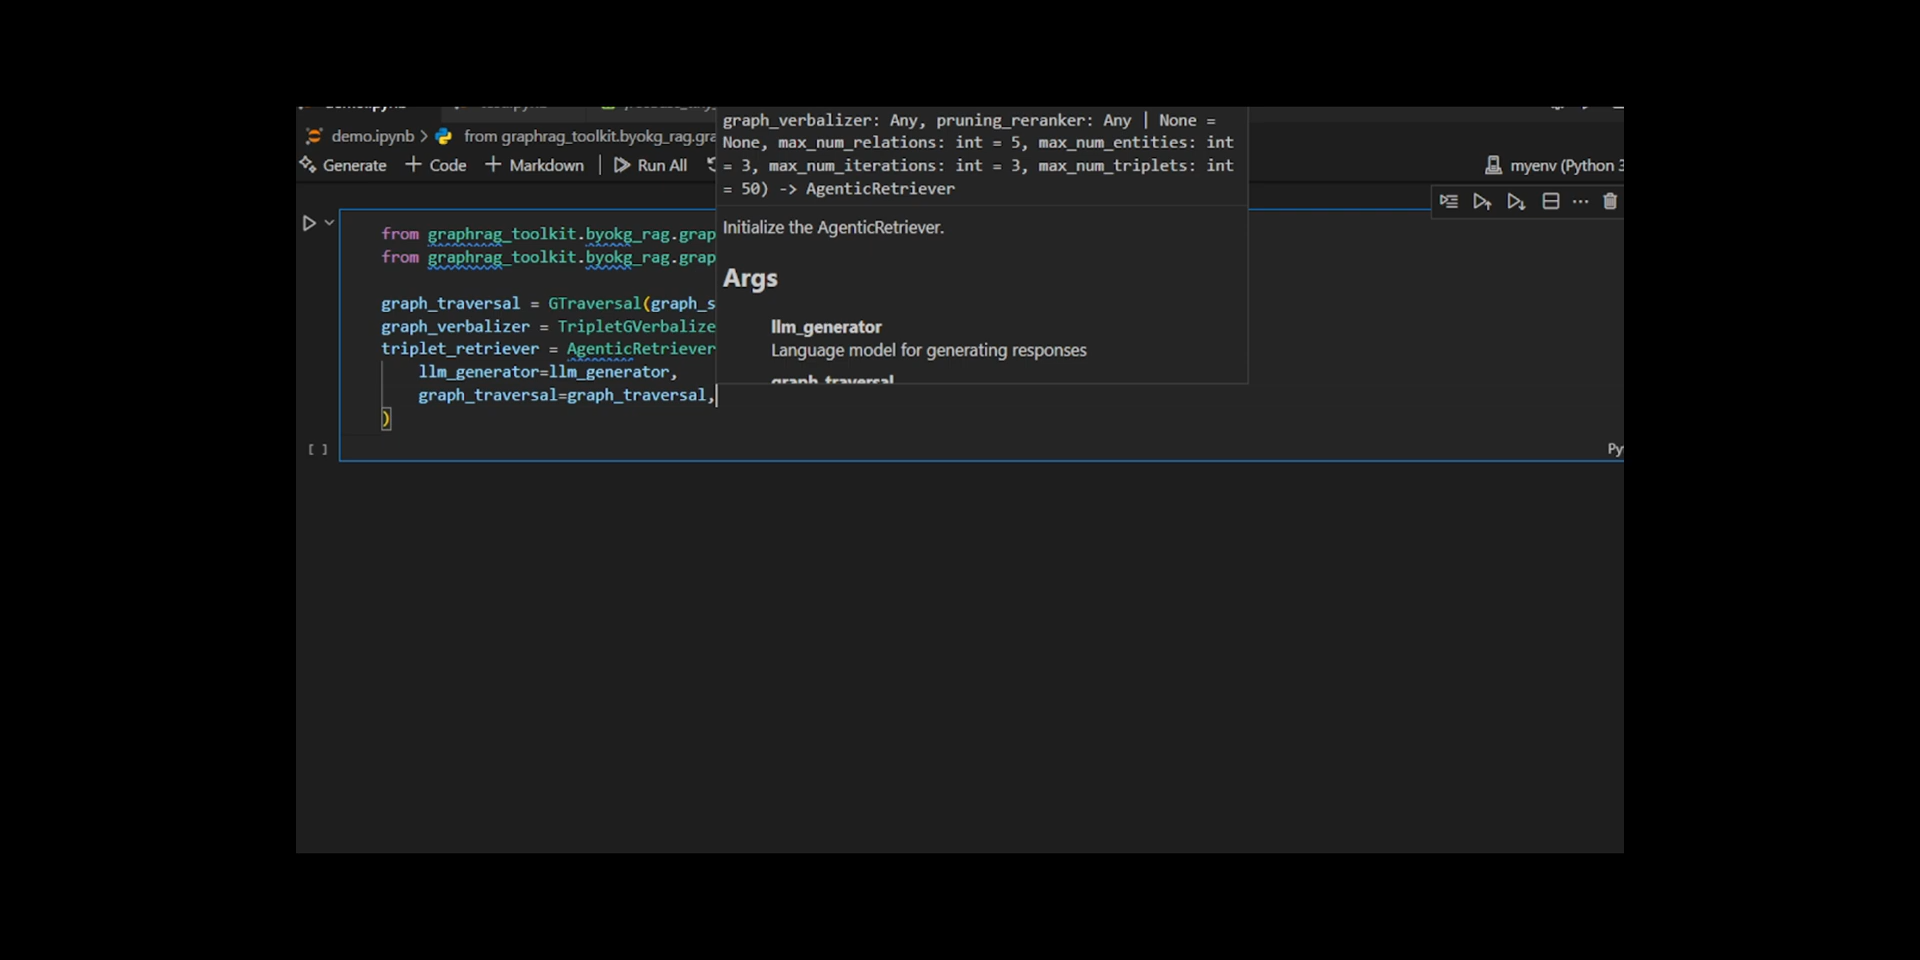 demo.ipynb
demo.ipynb > from graphrag_toolkit.byokg_rag.gra
Generate + Code + Markdown | Run All
myenv (Python 3
graph_verbalizer: Any, pruning_reranker: Any | None =
None, max_num_relations: int = 5, max_num_entities: int
= 3, max_num_iterations: int = 3, max_num_triplets: int
= 50) -> AgenticRetriever
Initialize the AgenticRetriever.
Args
llm_generator
Language model for generating responses
graph_traversal
from graphrag_toolkit.byokg_rag.grap
from graphrag_toolkit.byokg_rag.grap
graph_traversal = GTraversal(graph_s
graph_verbalizer = TripletGVerbalize
triplet_retriever = AgenticRetriever
llm_generator=llm_generator,
graph_traversal=graph_traversal,
)
[ ]
Py